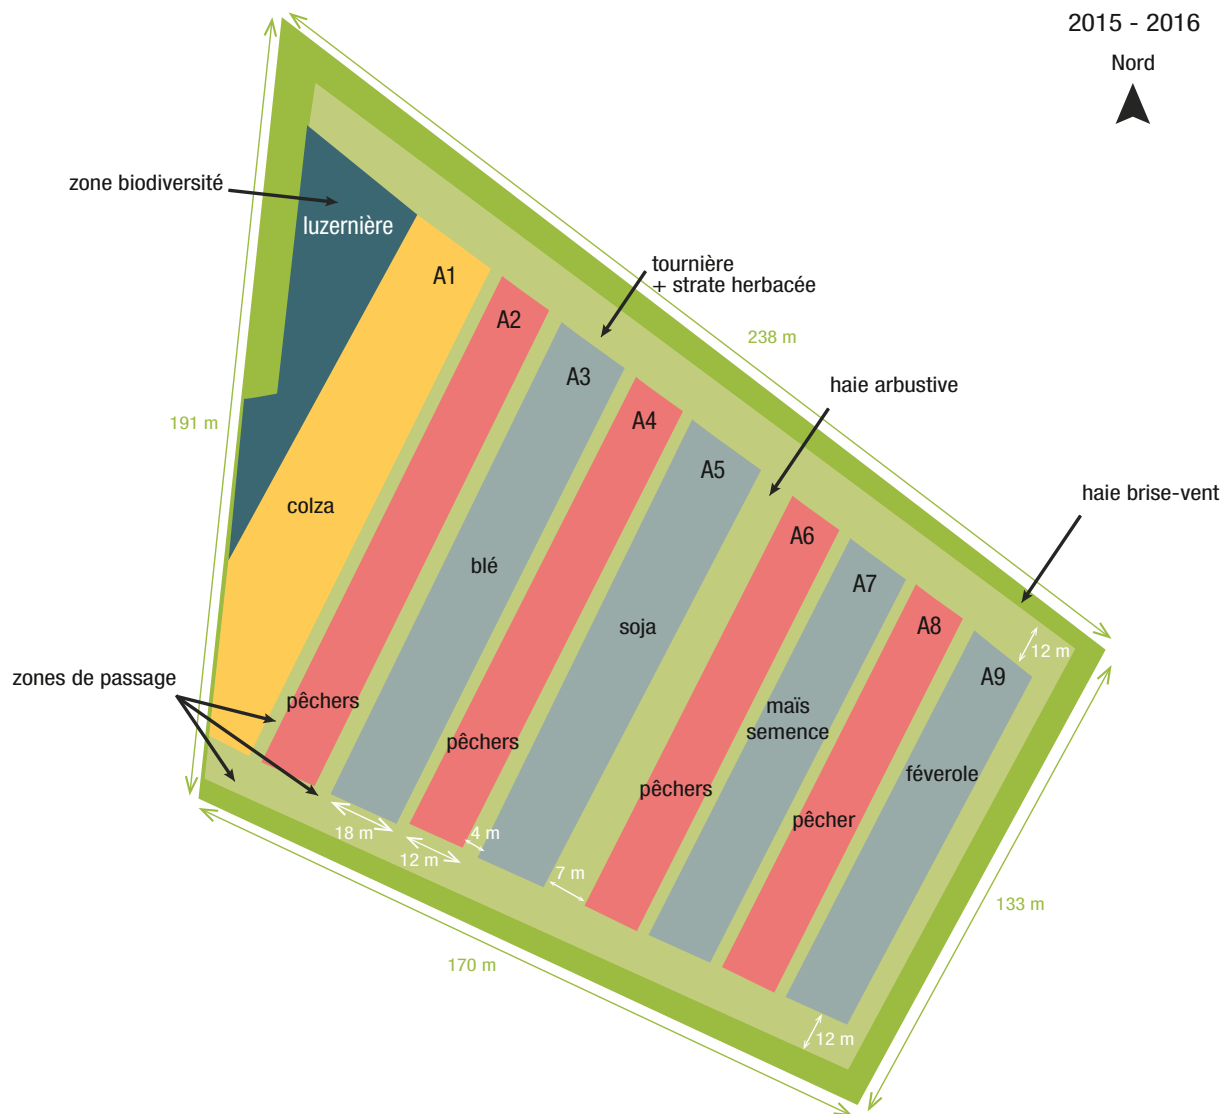 2015 - 2016
Nord
zone biodiversité
luzernière
tournière
+ strate herbacée
A1
A2
238 m
A3
haie arbustive
191 m
A4
A5
haie brise-vent
colza
A6
blé
A7
soja
A8
12 m
zones de passage
A9
pêchers
maïs
semence
pêchers
féverole
pêchers
pêcher
18 m
4 m
12 m
7 m
133 m
170 m
12 m